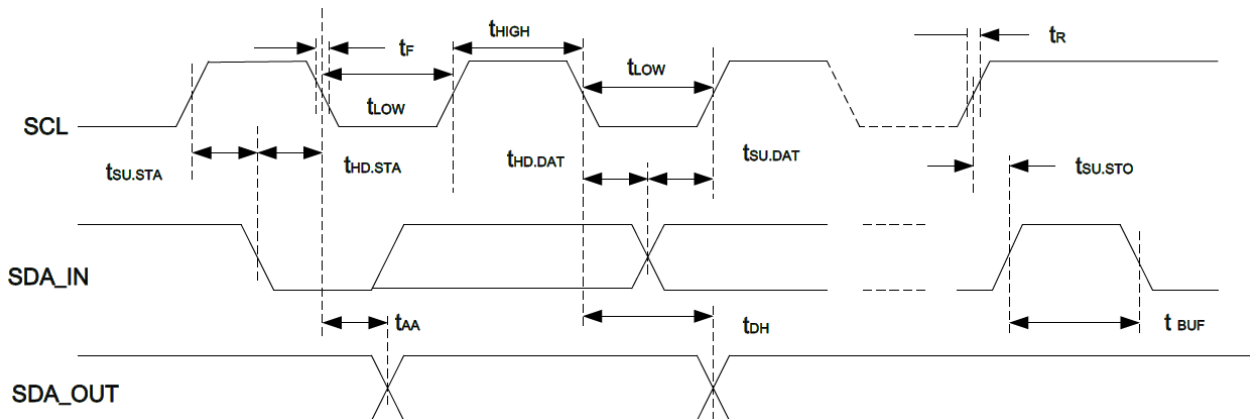 tHIGH
tF
tR
tLOW
tLOW
SCL
tSU.STA
tHD.STA
tHD.DAT
tSU.DAT
tSU.STO
SDA_IN
tAA
tDH
t BUF
SDA_OUT